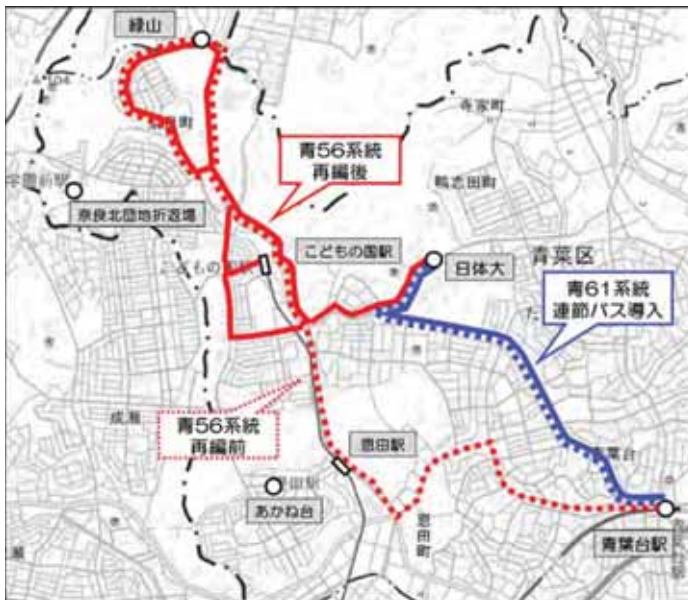 緑山
寺家町
鴨志田町
青56系統
再編後
奈良北団地折返場
こどもの国駅
日体大
青葉区
青61系統
連節バス導入
成瀬
青56系統
再編前
恩田駅
あかね台
恩田町
青葉台
青葉台駅